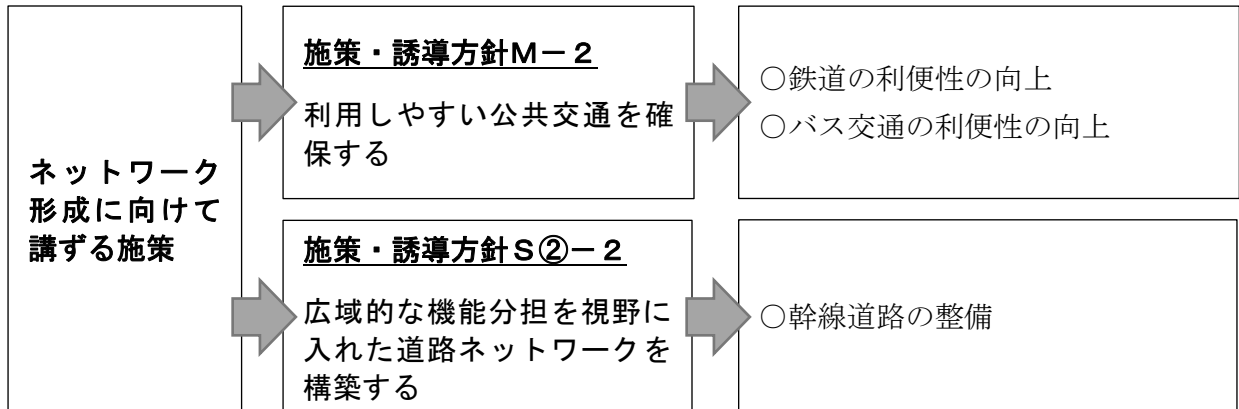 ネットワーク
形成に向けて
講ずる施策
施策・誘導方針Ｍ－２
利用しやすい公共交通を確
保する
○鉄道の利便性の向上
○バス交通の利便性の向上
施策・誘導方針Ｓ②－２
広域的な機能分担を視野に
入れた道路ネットワークを
構築する
○幹線道路の整備